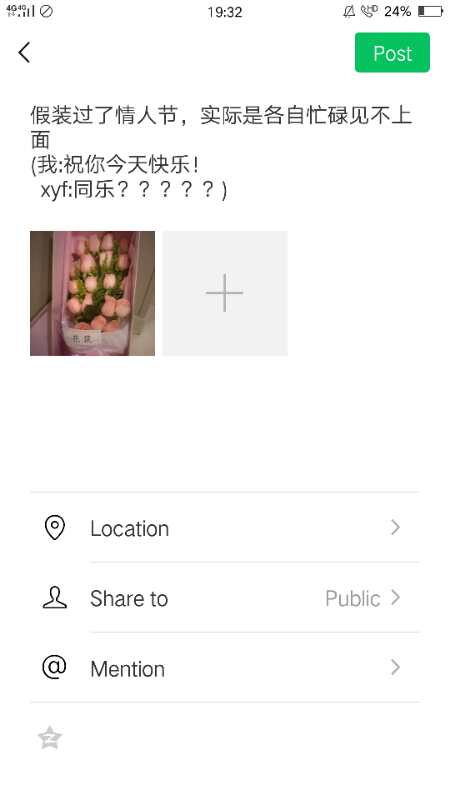 4G 4G
19:32
HD
24%
Post
假装过了情人节，实际是各自忙碌见不上
面
(我:祝你今天快乐!
xyf:同乐? ? ? ? ? )
Location
Share to
Public
Mention